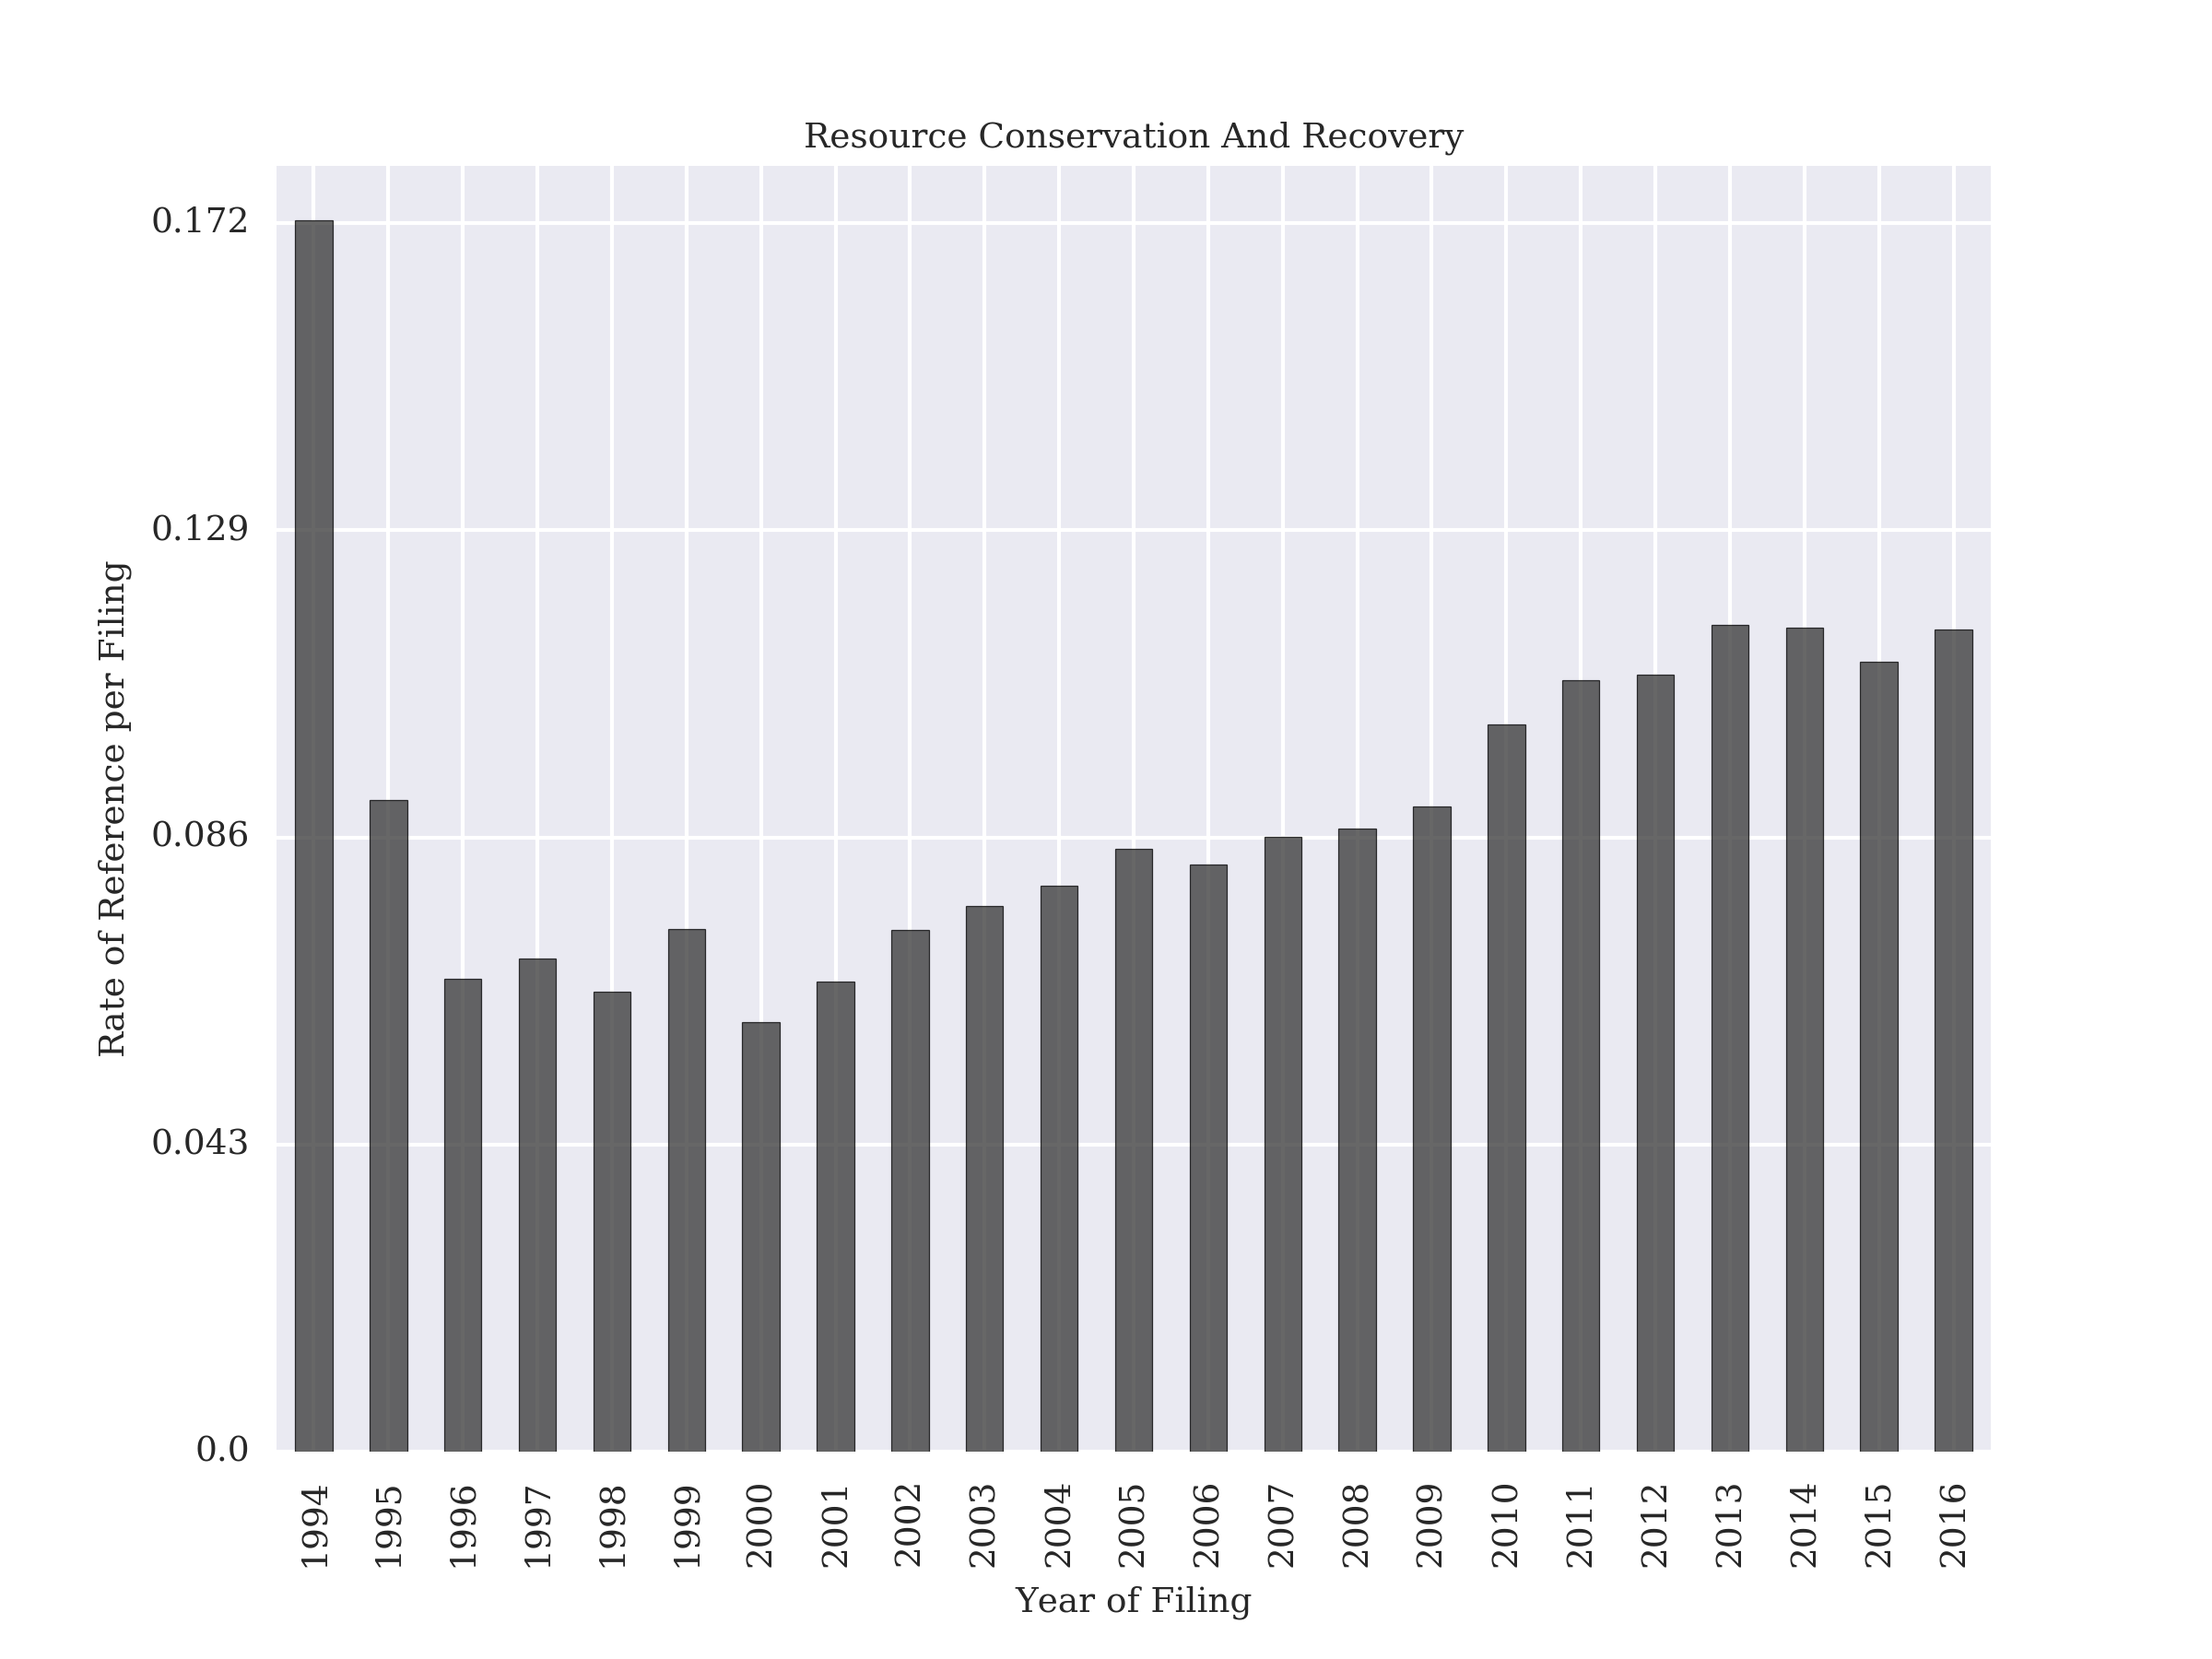 Resource Conservation And Recovery
0.172
0.129
0.086
0.043
0.0
Rate of Reference per Filing
1994 1995 1996 1997 1998 1999 2000 2001 2002 2003 2004 2005 2006 2007 2008 2009 2010 2011 2012 2013 2014 2015 2016
Year of Filing